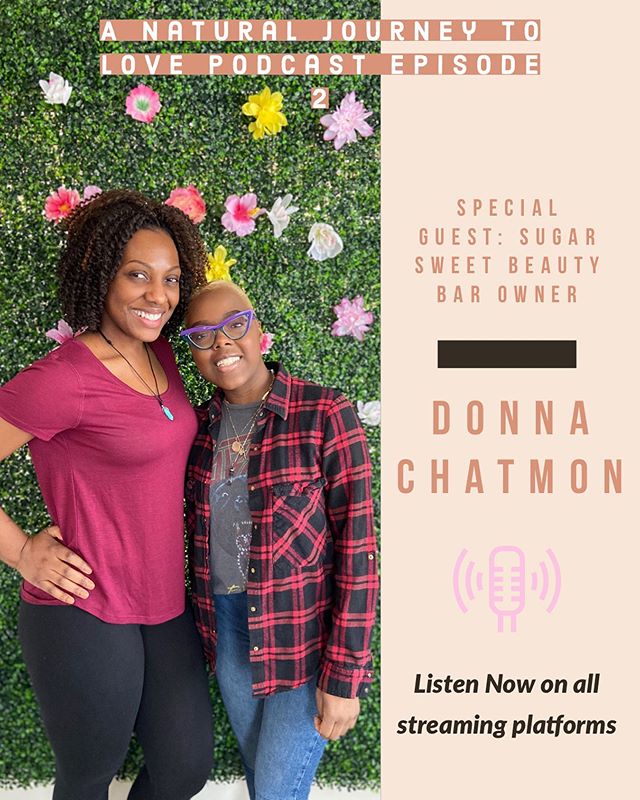 A NATURAL JOURNEY TO
LOVE PODCAST EPISODE
2
SPECIAL
GUEST: SUGAR
SWEET BEAUTY
BAR OWNER
DONNA
CHATMON
Listen Now on all
streaming platforms